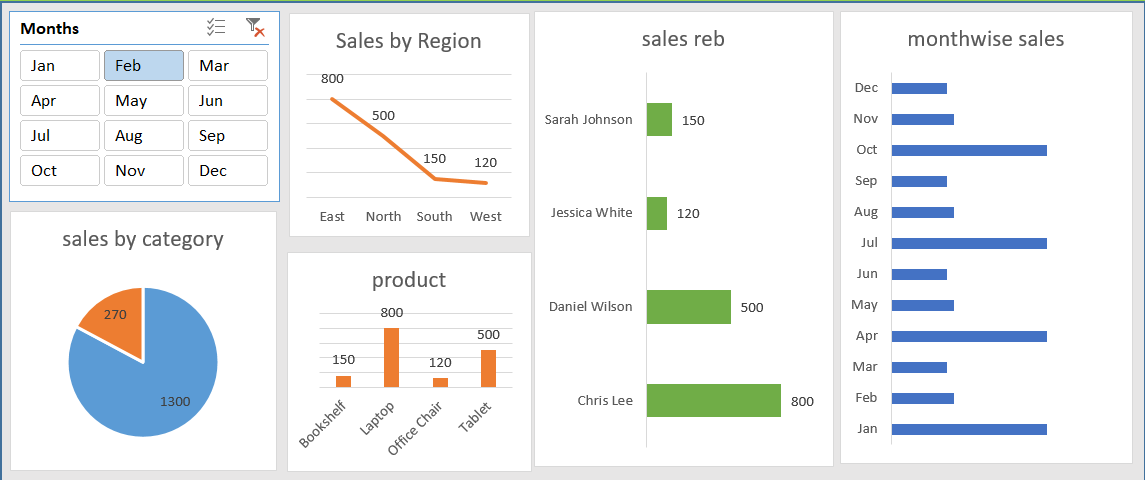 Months
Jan Feb Mar
Apr May Jun
Jul Aug Sep
Oct Nov Dec
sales by category
270
1300
Sales by Region
800
500
150
120
East North South West
product
150
800
120
500
Bookshelf
Laptop
Office Chair
Tablet
sales reb
Sarah Johnson 150
Jessica White 120
Daniel Wilson 500
Chris Lee 800
monthwise sales
Dec
Nov
Oct
Sep
Aug
Jul
Jun
May
Apr
Mar
Feb
Jan